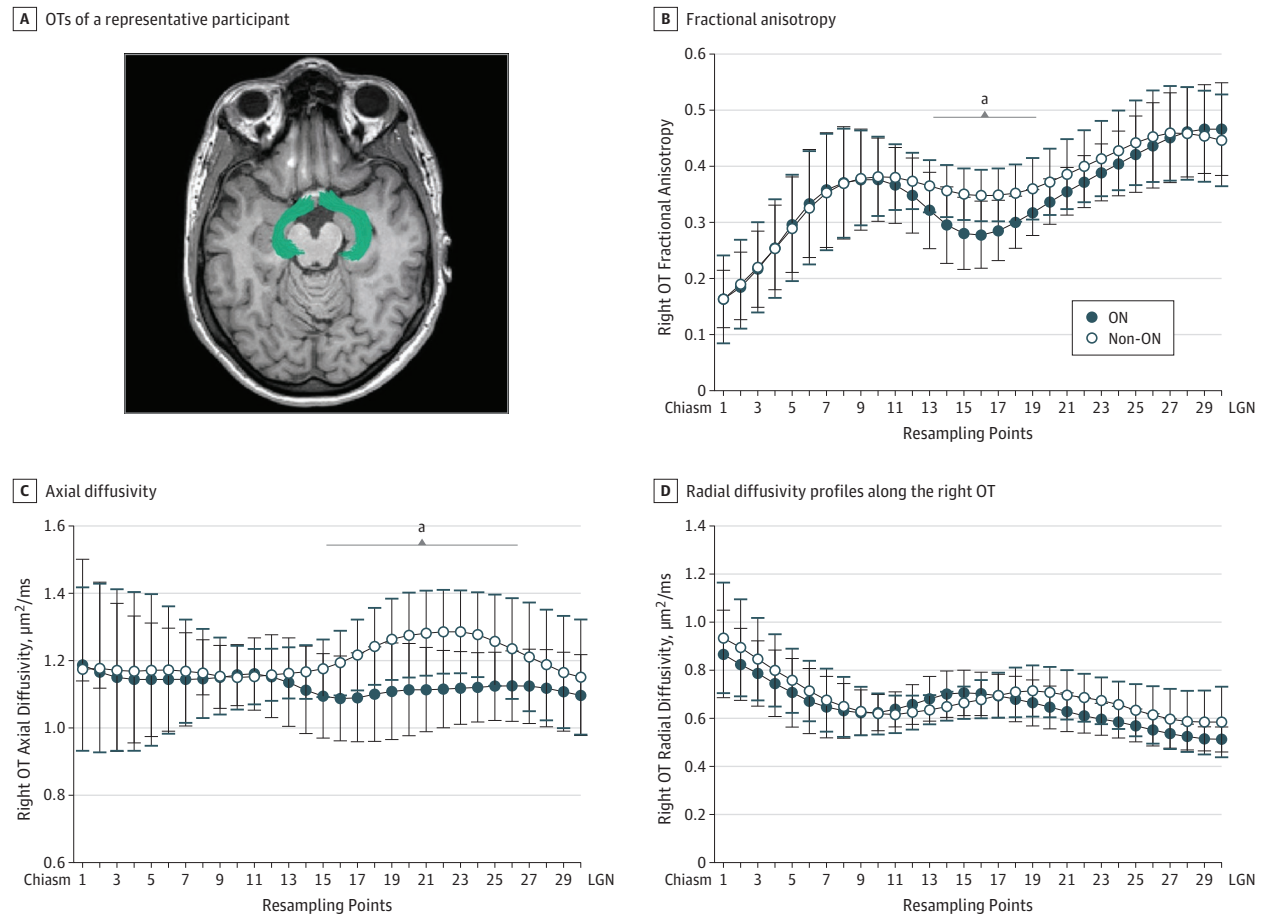 A OTs of a representative participant
B Fractional anisotropy
Right OT Fractional Anisotropy
0.6
0.5
0.4
0.3
0.2
0.1
0
a
ON
Non-ON
Chiasm 1 3 5 7 9 11 13 15 17 19 21 23 25 27 29 LGN
Resampling Points
C Axial diffusivity
Right OT Axial Diffusivity, µm²/ms
1.6
1.4
1.2
1.0
0.8
0.6
a
Chiasm 1 3 5 7 9 11 13 15 17 19 21 23 25 27 29 LGN
Resampling Points
D Radial diffusivity profiles along the right OT
Right OT Radial Diffusivity, µm²/ms
1.4
1.2
1.0
0.8
0.6
0.4
0.2
0
Chiasm 1 3 5 7 9 11 13 15 17 19 21 23 25 27 29 LGN
Resampling Points